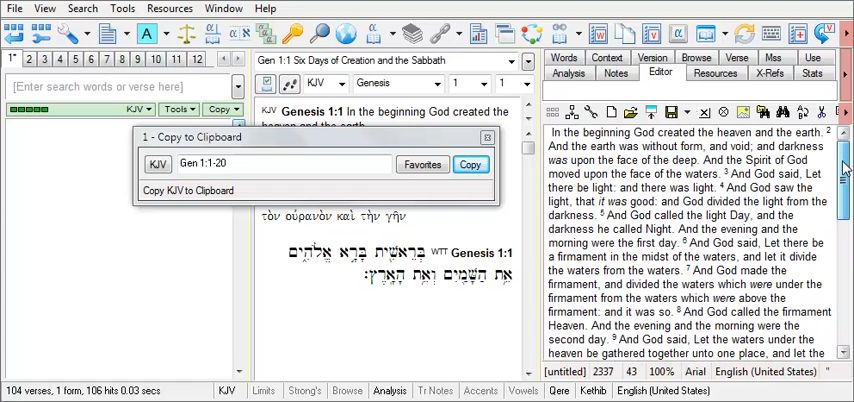 File View Search Tools Resources Window Help
A
1* 2 3 4 5 6 7 8 9 10 11 12
[Enter search words or verse here]
KJV Tools Copy
Gen 1:1 Six Days of Creation and the Sabbath
KJV Genesis 1 1
KJV Genesis 1:1 In the beginning God created the
heaven and the earth.
1 - Copy to Clipboard
KJV Gen 1:1-20 Favorites Copy
Copy KJV to Clipboard
τὸν οὐρανὸν καὶ τὴν γῆν
WTT Genesis 1:1 בְּרֵאשִׁ֖ית בָּרָ֣א אֱלֹהִ֑ים
אֵ֥ת הַשָּׁמַ֖יִם וְאֵ֥ת הָאָֽרֶץ׃
Words Context Version Browse Verse Mss Use
Analysis Notes Editor Resources X-Refs Stats
In the beginning God created the heaven and the earth. 2
And the earth was without form, and void; and darkness
was upon the face of the deep. And the Spirit of God
moved upon the face of the waters. 3 And God said, Let
there be light: and there was light. 4 And God saw the
light, that it was good: and God divided the light from the
darkness. 5 And God called the light Day, and the
darkness he called Night. And the evening and the
morning were the first day. 6 And God said, Let there be
a firmament in the midst of the waters, and let it divide
the waters from the waters. 7 And God made the
firmament, and divided the waters which were under the
firmament from the waters which were above the
firmament: and it was so. 8 And God called the firmament
Heaven. And the evening and the morning were the
second day. 9 And God said, Let the waters under the
heaven be gathered together unto one place, and let the
[untitled] 2337 43 100% Arial English (United States) "
104 verses, 1 form, 106 hits 0.03 secs KJV Limits Strong's Browse Analysis Tr Notes Accents Vowels Qere Kethib English (United States)